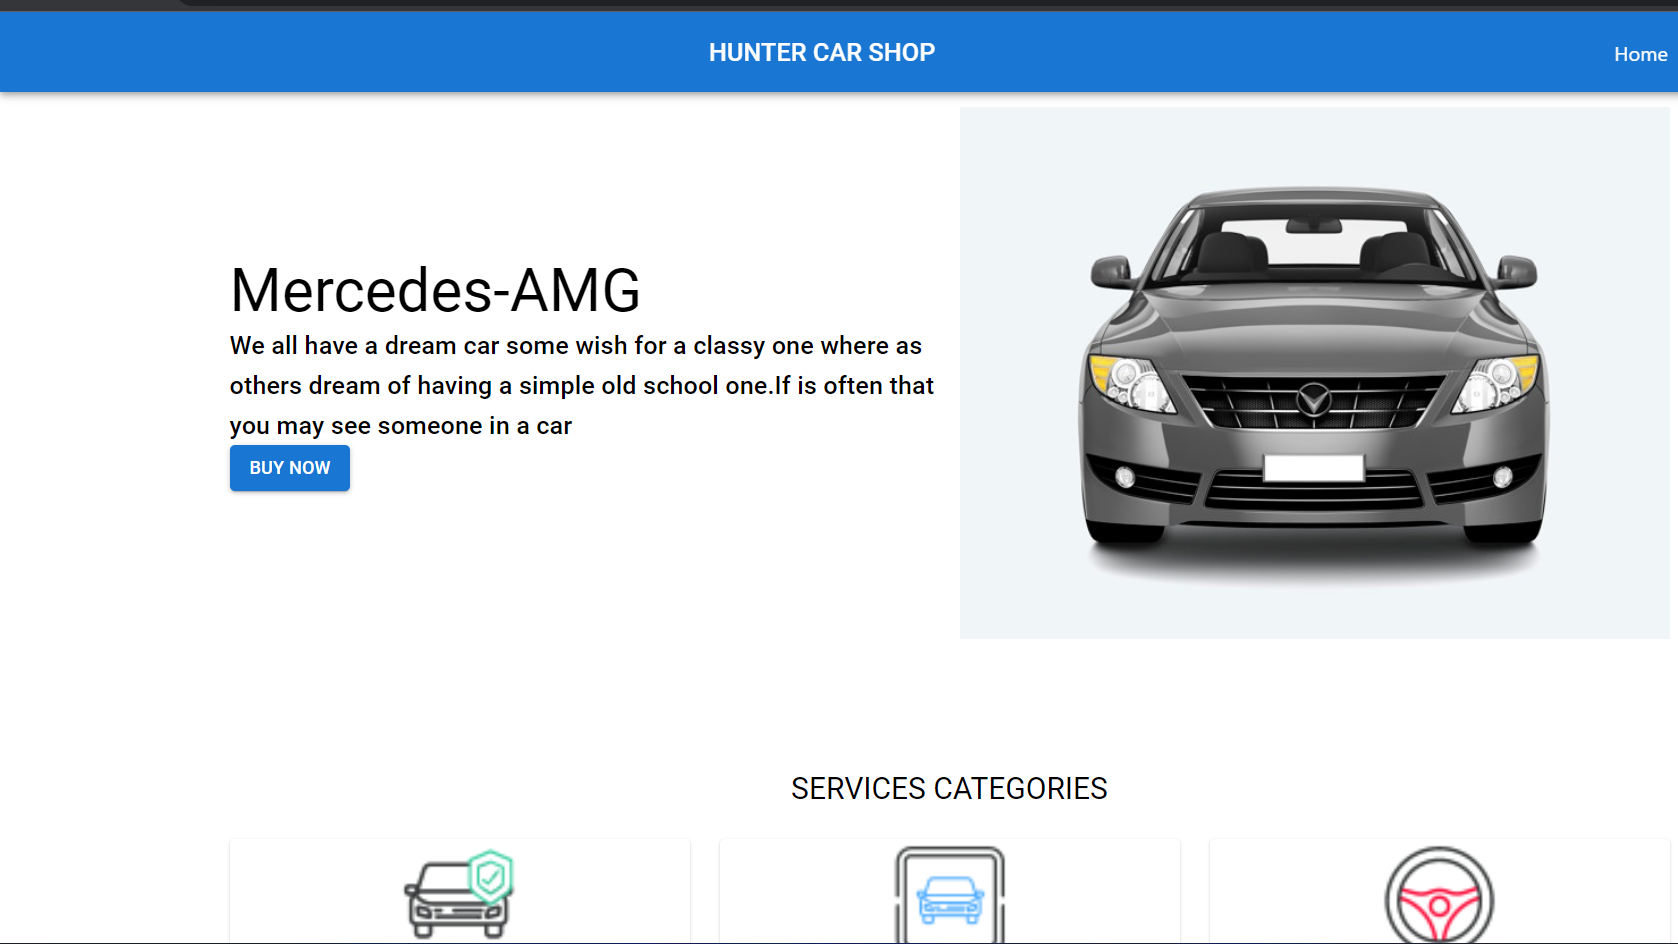 HUNTER CAR SHOP
Home
Mercedes-AMG
We all have a dream car some wish for a classy one where as
others dream of having a simple old school one.If is often that
you may see someone in a car
BUY NOW
SERVICES CATEGORIES